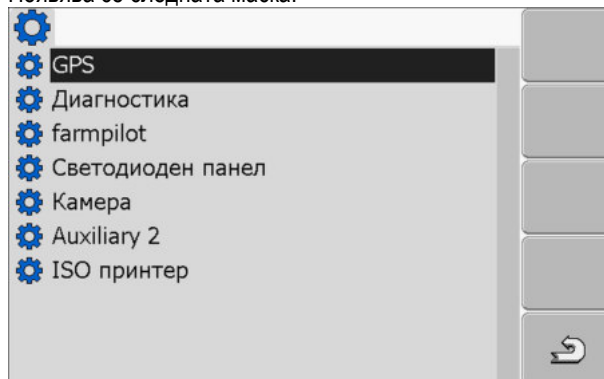 Появява се следната маска:
GPS
Диагностика
farmpilot
Светодиоден панел
Камера
Auxiliary 2
ISO принтер